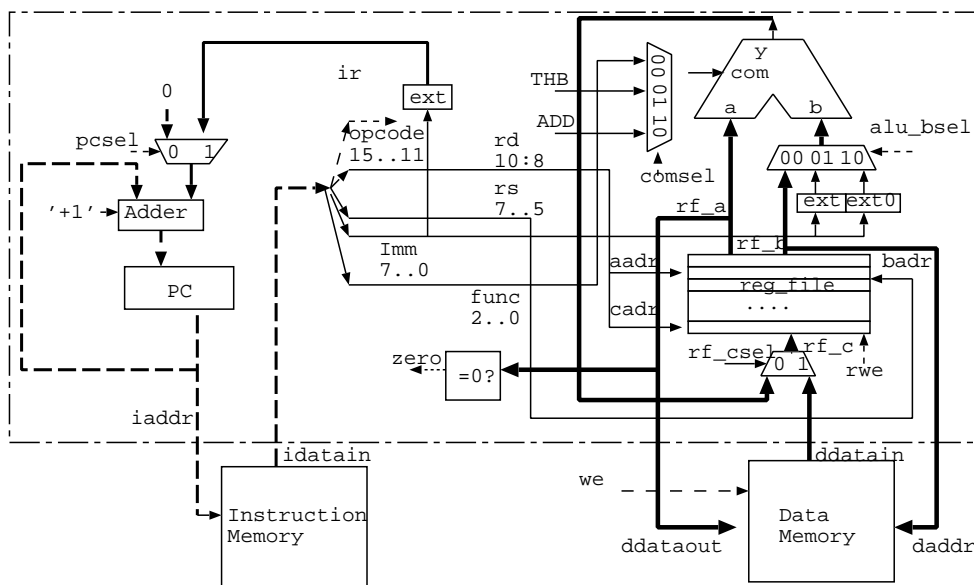 y
com
a
b
00 01 10
THB
ADD
comsel
ir
ext
0
pcsel
0 1
'+1'
Adder
PC
opcode
15..11
rd
10:8
rs
7..5
Imm
7..0
func
2..0
alu_bsel
00 01 10
ext
ext0
rf_a
rf_b
aadr
badr
reg_file
....
cadr
zero
=0?
rf_csel
rf_c
0 1
rwe
iaddr
idatain
ddatain
we
Instruction
Memory
Data
Memory
ddataout
daddr